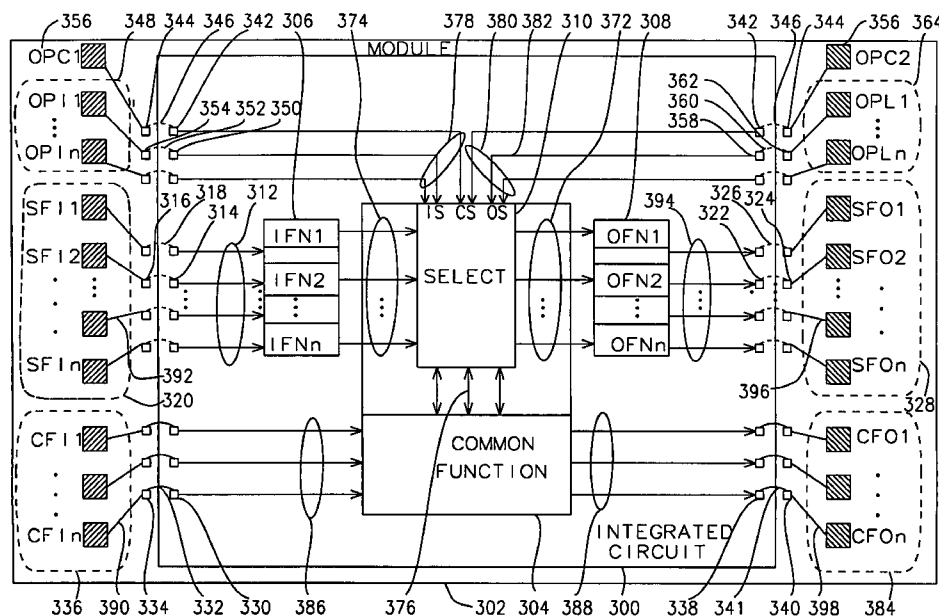 348 344 346 342 306 374 378 380 382 310 372 308 342 346 344 356 364
356
MODULE
OPC1 OPC2
362
OPI1 354 352 350 360 OPL1
358
OPIn OPLn
316 318 314 312 IS CS OS 394 326 324
322
SFI1 IFN1 OFN1 SFO1
SELECT
SFI2 IFN2 OFN2 SFO2
SFIn IFNn OFNn SFOn
392 396
320 328
CFI1 COMMON CFO1
FUNCTION
CFIn INTEGRATED CFOn
CIRCUIT
336 390 334 332 330 386 376 302 304 388 300 338 341 340 398 384